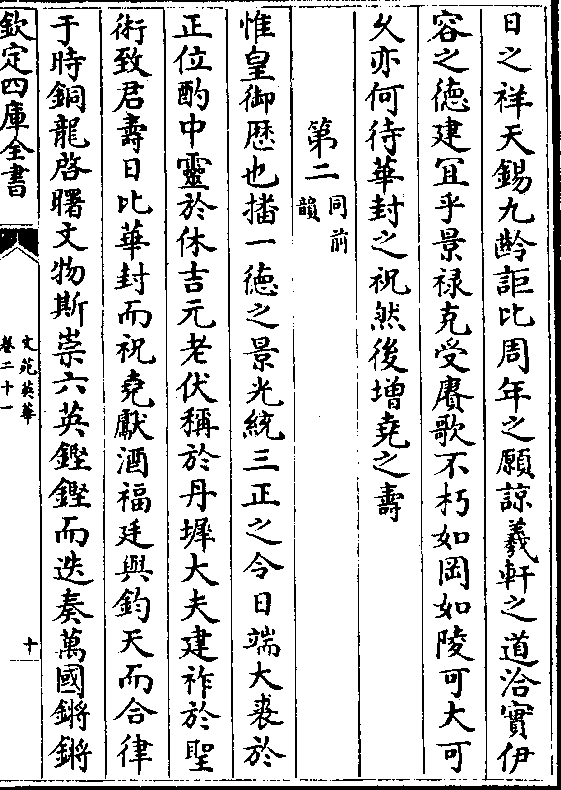 日之祥天錫九齡詎比周年之願諒羲軒之道洽實伊
容之德建宜乎景禄克受賡歌不朽如岡如陵可大可
久亦何待華封之祝然後增堯之壽
第二同前韻
惟皇御歴也播一德之景光統三正之令日端大裘於
正位酌中靈於休吉元老伏稱於丹墀大夫建祚於聖
術致君壽日比華封而祝堯獻酒福廷與鈞天而合律
于時銅龍啓曙文物斯崇六英鏗鏗而迭奏萬國鏘鏘
欽定四庫全書
文苑英華
卷二十一
十